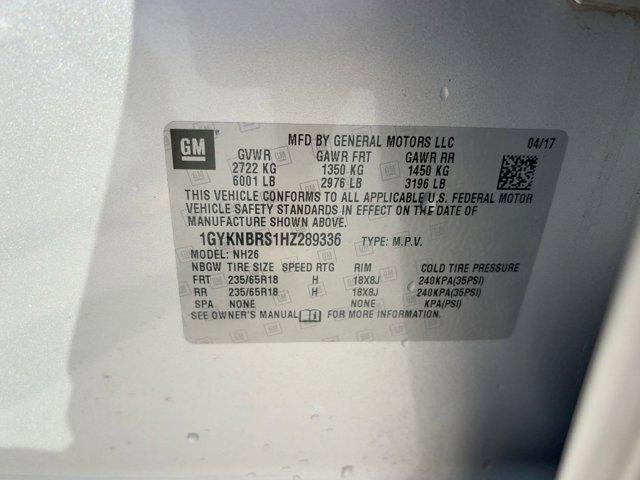 GM
MFD BY GENERAL MOTORS LLC 04/17
GVWR GAWR FRT GAWR RR
2722 KG 1350 KG 1450 KG
6001 LB 2976 LB 3196 LB
THIS VEHICLE CONFORMS TO ALL APPLICABLE U.S. FEDERAL MOTOR
VEHICLE SAFETY STANDARDS IN EFFECT ON THE DATE OF
MANUFACTURE SHOWN ABOVE.
1GYKNBRS1HZ289336 TYPE: M.P.V.
MODEL: NH26
NBGW TIRE SIZE SPEED RTG RIM COLD TIRE PRESSURE
FRT 235/65R18 H 18X8J 240KPA(35PSI)
RR 235/65R18 H 18X8J 240KPA(35PSI)
SPA NONE NONE KPA(PSI)
SEE OWNER'S MANUAL FOR MORE INFORMATION.